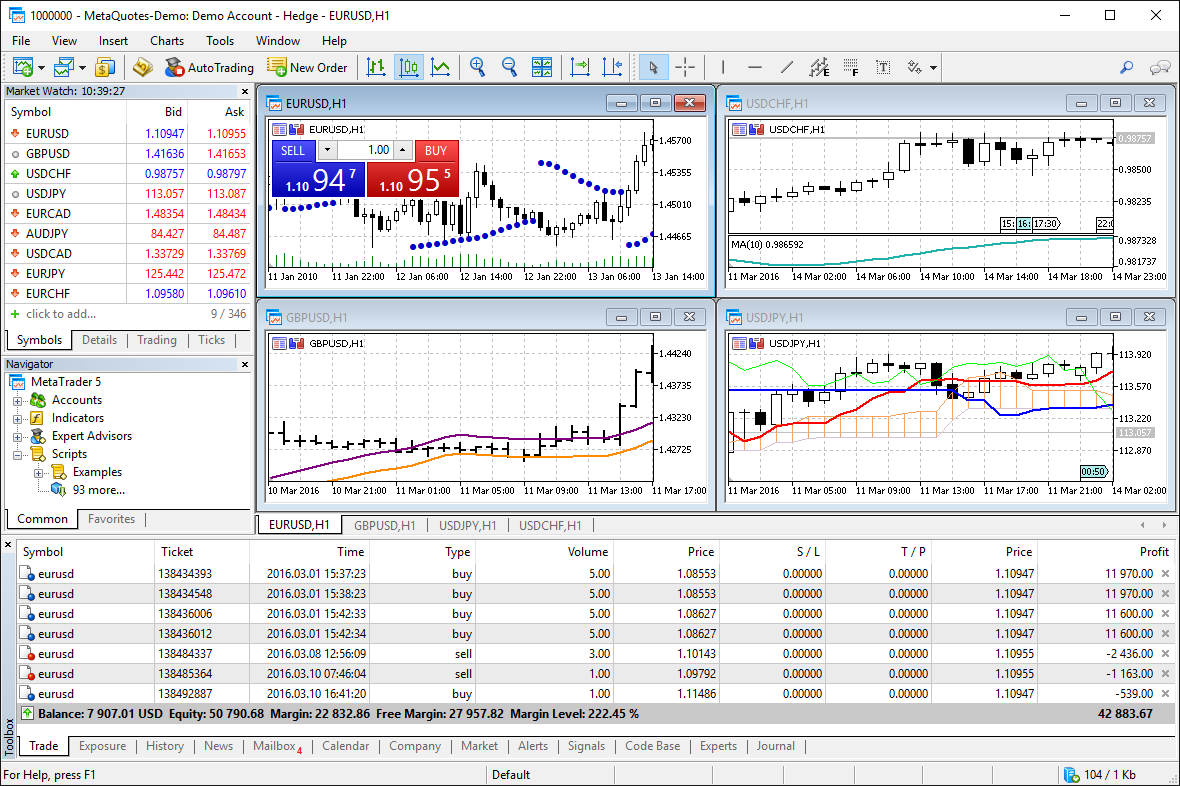 1000000 - MetaQuotes-Demo: Demo Account - Hedge - EURUSD,H1
File View Insert Charts Tools Window Help
AutoTrading New Order
Market Watch: 10:39:27
Symbol Bid Ask
EURUSD 1.10947 1.10955
GBPUSD 1.41636 1.41653
USDCHF 0.98757 0.98797
USDJPY 113.057 113.087
EURCAD 1.48354 1.48434
AUDJPY 84.427 84.487
USDCAD 1.33729 1.33769
EURJPY 125.442 125.472
EURCHF 1.09580 1.09610
click to add... 9 / 346
Symbols Details Trading Ticks
Navigator
MetaTrader 5
Accounts
Indicators
Expert Advisors
Scripts
Examples
93 more...
Common Favorites
EURUSD,H1
EURUSD,H1
SELL 1.00 BUY
1.10 94 7 1.10 95 5
1.45700
1.45355
1.45010
1.44665
11 Jan 2010 11 Jan 22:00 12 Jan 06:00 12 Jan 14:00 12 Jan 22:00 13 Jan 06:00 13 Jan 14:00
USDCHF,H1
USDCHF,H1
0.98757
0.98500
0.98235
15: 16: 17:30 22:0
MA(10) 0.986592
0.987328
0.981737
11 Mar 2016 14 Mar 02:00 14 Mar 06:00 14 Mar 10:00 14 Mar 14:00 14 Mar 18:00 14 Mar 23:00
GBPUSD,H1
GBPUSD,H1
1.44240
1.43735
1.43230
1.42725
10 Mar 2016 10 Mar 21:00 11 Mar 01:00 11 Mar 05:00 11 Mar 09:00 11 Mar 13:00 11 Mar 17:00
USDJPY,H1
USDJPY,H1
113.920
113.570
113.220
113.057
112.870
00:50
11 Mar 2016 11 Mar 05:00 11 Mar 09:00 11 Mar 13:00 11 Mar 17:00 11 Mar 21:00 14 Mar 02:00
EURUSD,H1 GBPUSD,H1 USDJPY,H1 USDCHF,H1
Symbol Ticket Time Type Volume Price S / L T / P Price Profit
eurusd 138434393 2016.03.01 15:37:23 buy 5.00 1.08553 0.00000 0.00000 1.10947 11 970.00
eurusd 138434548 2016.03.01 15:38:23 buy 5.00 1.08553 0.00000 0.00000 1.10947 11 970.00
eurusd 138436006 2016.03.01 15:42:33 buy 5.00 1.08627 0.00000 0.00000 1.10947 11 600.00
eurusd 138436012 2016.03.01 15:42:34 buy 5.00 1.08627 0.00000 0.00000 1.10947 11 600.00
eurusd 138484337 2016.03.08 12:56:09 sell 3.00 1.10143 0.00000 0.00000 1.10955 -2 436.00
eurusd 138485364 2016.03.10 07:46:04 sell 1.00 1.09792 0.00000 0.00000 1.10955 -1 163.00
eurusd 138492887 2016.03.10 16:41:20 buy 1.00 1.11486 0.00000 0.00000 1.10947 -539.00
Balance: 7 907.01 USD Equity: 50 790.68 Margin: 22 832.86 Free Margin: 27 957.82 Margin Level: 222.45 % 42 883.67
Toolbox
Trade Exposure History News Mailbox 4 Calendar Company Market Alerts Signals Code Base Experts Journal
For Help, press F1 Default 104 / 1 Kb